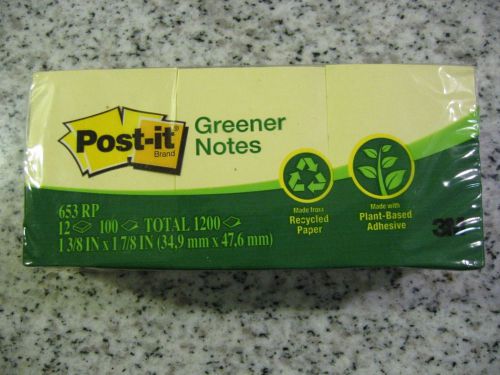 Post-it®
Brand
Greener
Notes
653 RP
12 100 TOTAL 1200
1 3/8 IN x 1 7/8 IN (34,9 mm x 47,6 mm)
Made from
Recycled
Paper
Made with
Plant-Based
Adhesive
3M